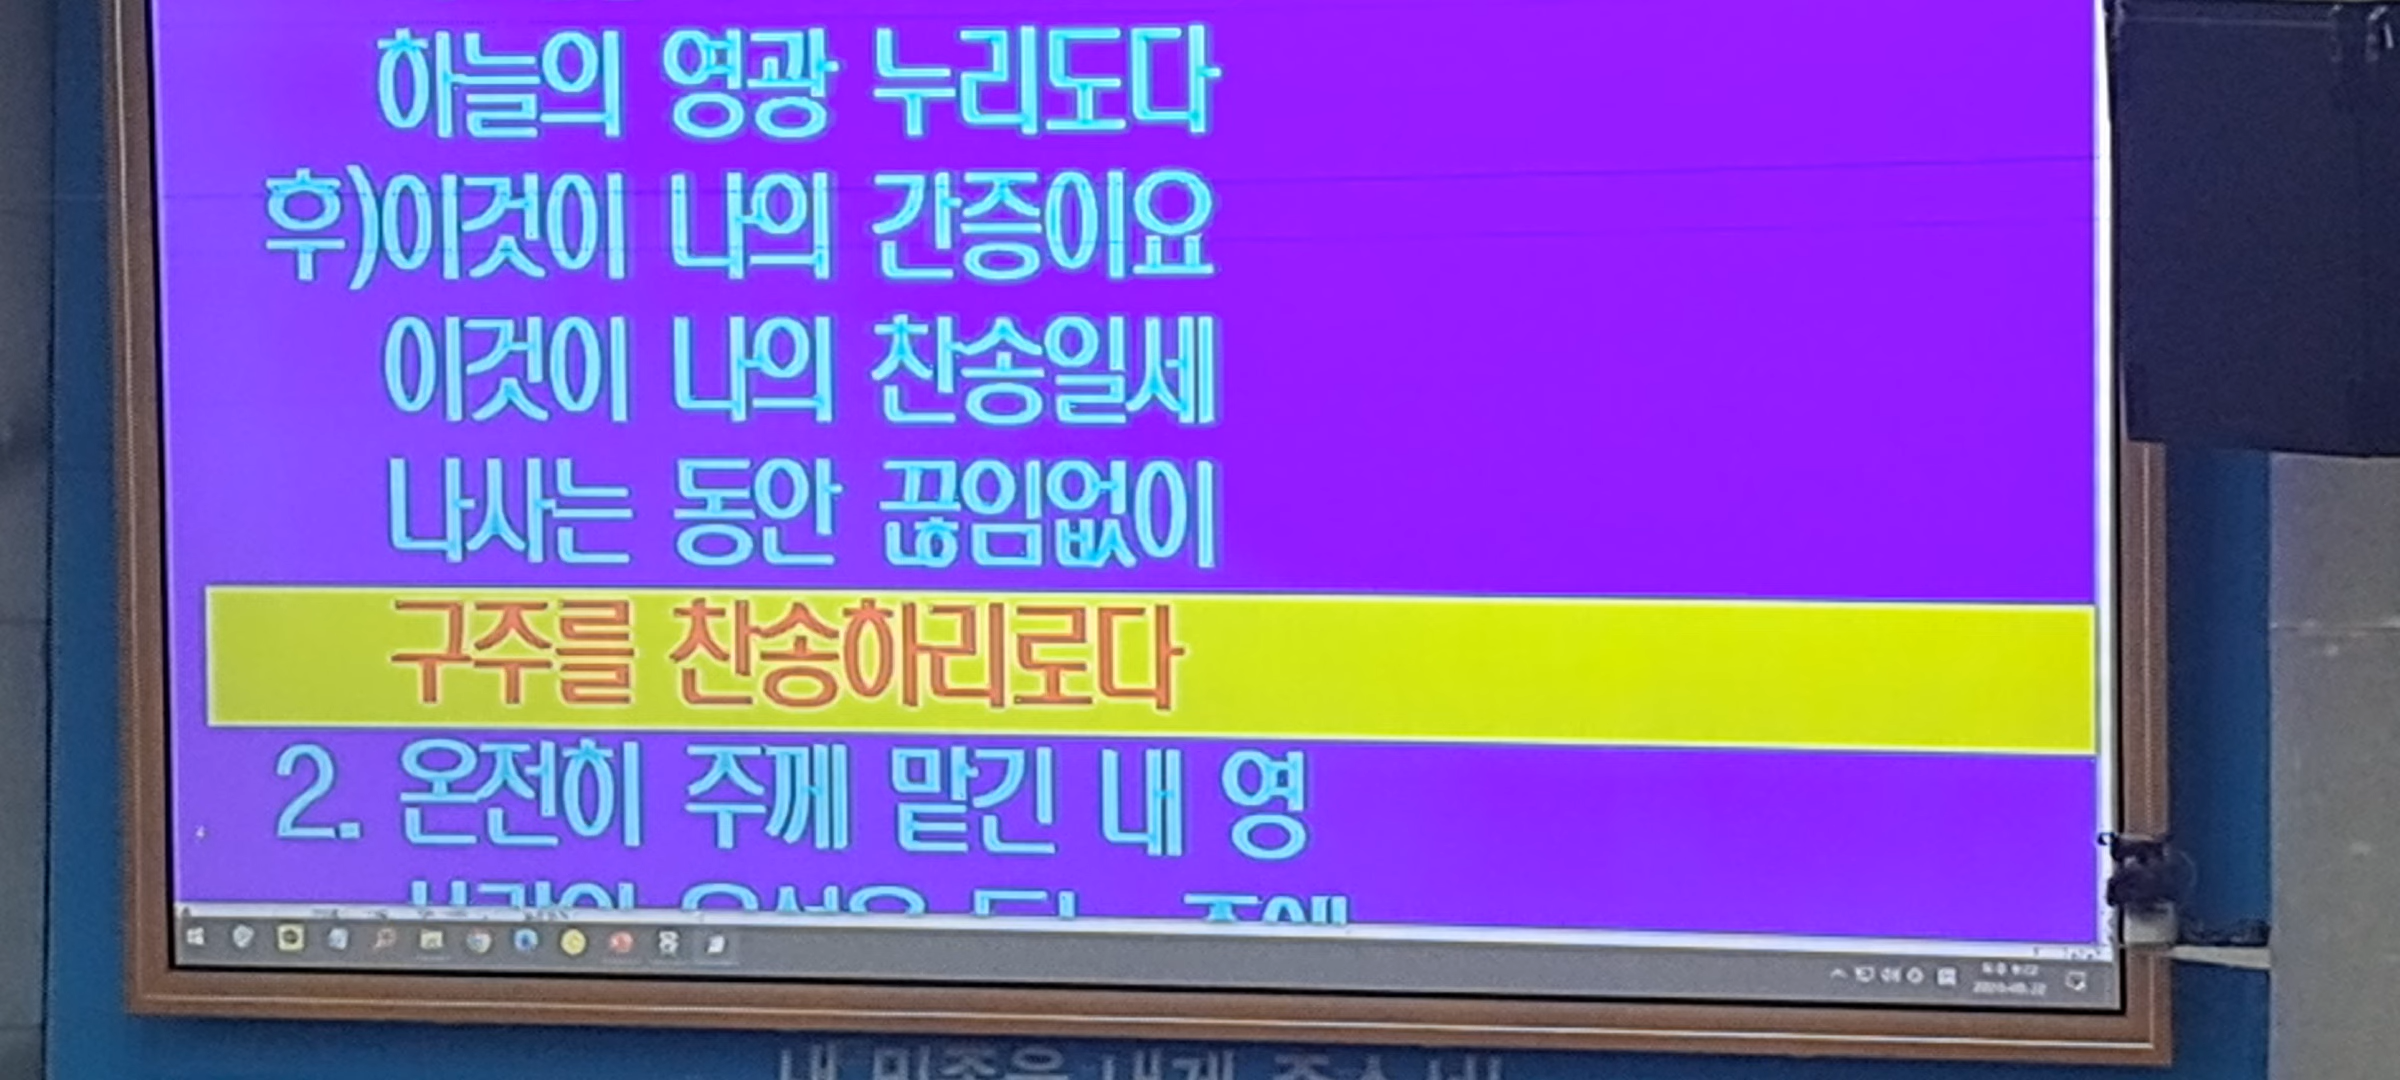 하늘의 영광 누리도다
후)이것이 나의 간증이요
이것이 나의 찬송일세
나사는 동안 끊임없이
구주를 찬송하리로다
2. 온전히 주께 맡긴 내 영
4